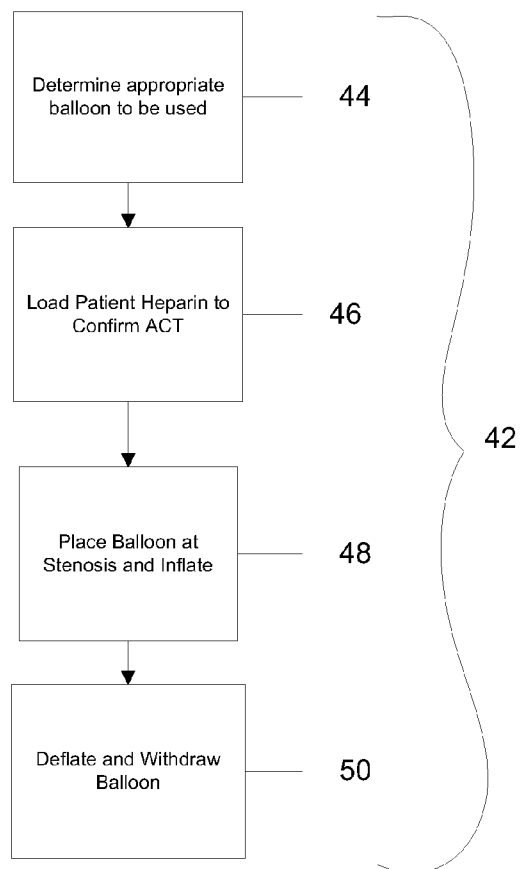 Determine appropriate
balloon to be used
44
Load Patient Heparin to
Confirm ACT
46
42
Place Balloon at
Stenosis and Inflate
48
Deflate and Withdraw
Balloon
50